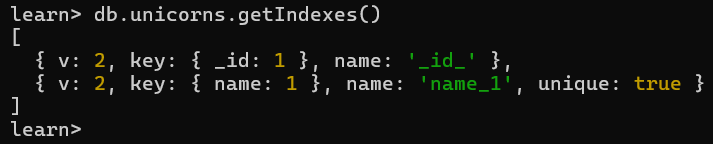 learn> db.unicorns.getIndexes()
[
  { v: 2, key: { _id: 1 }, name: '_id_' },
  { v: 2, key: { name: 1 }, name: 'name_1', unique: true }
]
learn>